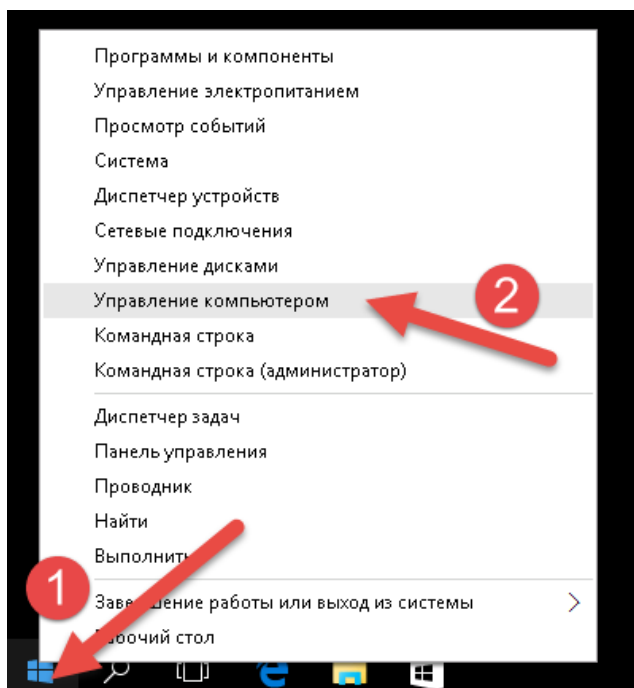 Программы и компоненты
Управление электропитанием
Просмотр событий
Система
Диспетчер устройств
Сетевые подключения
Управление дисками
Управление компьютером
2
Командная строка
Командная строка (администратор)
Диспетчер задач
Панель управления
Проводник
Найти
Выполнить
1
Завершение работы или выход из системы
Рабочий стол